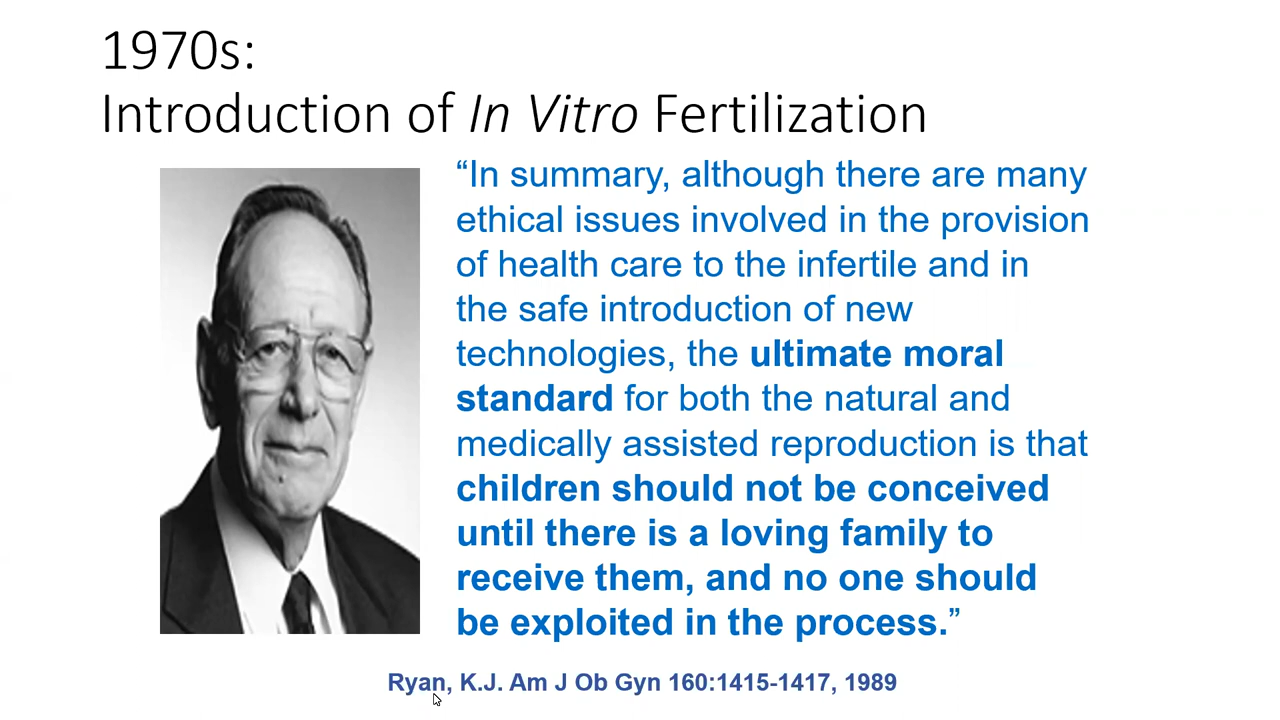 1970s:
Introduction of In Vitro Fertilization
“In summary, although there are many
ethical issues involved in the provision
of health care to the infertile and in
the safe introduction of new
technologies, the ultimate moral
standard for both the natural and
medically assisted reproduction is that
children should not be conceived
until there is a loving family to
receive them, and no one should
be exploited in the process.”
Ryan, K.J. Am J Ob Gyn 160:1415-1417, 1989